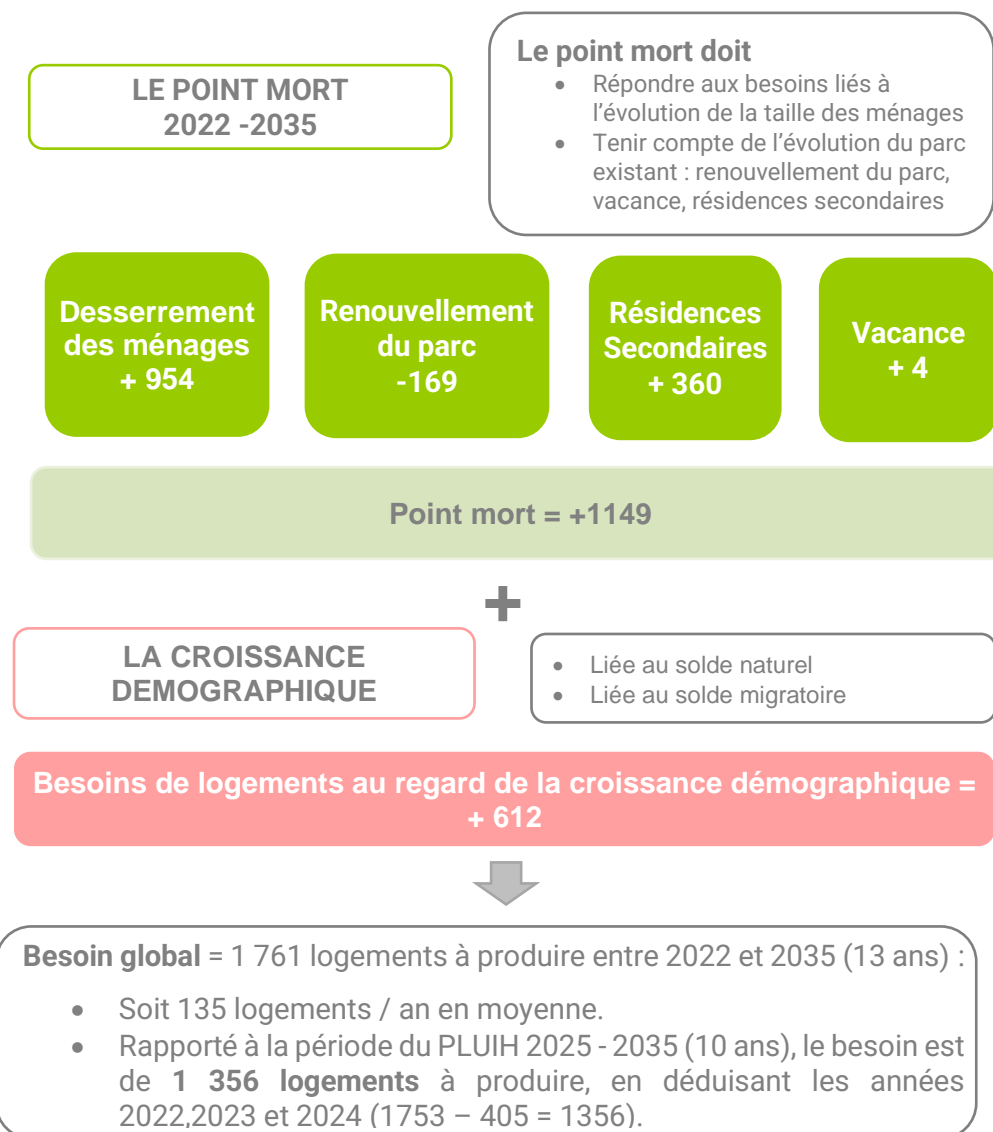 LE POINT MORT
2022 -2035
Le point mort doit
• Répondre aux besoins liés à
l’évolution de la taille des ménages
• Tenir compte de l’évolution du parc
existant : renouvellement du parc,
vacance, résidences secondaires
Desserrement
des ménages
+ 954
Renouvellement
du parc
-169
Résidences
Secondaires
+ 360
Vacance
+ 4
Point mort = +1149
+
LA CROISSANCE
DEMOGRAPHIQUE
• Liée au solde naturel
• Liée au solde migratoire
Besoins de logements au regard de la croissance démographique =
+ 612
Besoin global = 1 761 logements à produire entre 2022 et 2035 (13 ans) :
• Soit 135 logements / an en moyenne.
• Rapporté à la période du PLUIH 2025 - 2035 (10 ans), le besoin est
de 1 356 logements à produire, en déduisant les années
2022,2023 et 2024 (1753 – 405 = 1356).